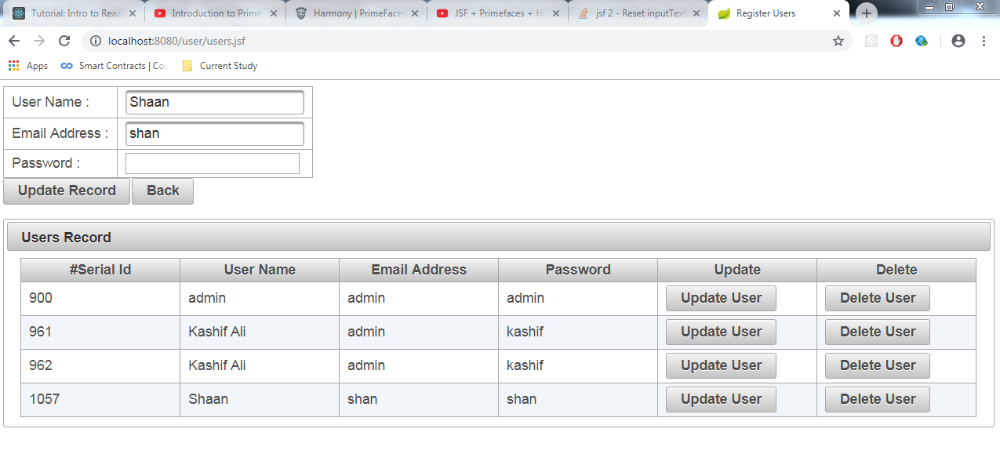 Tutorial: Intro to Reac
Introduction to Prime
Harmony | PrimeFace
JSF + Primefaces + Hi
jsf 2 - Reset inputText
Register Users
localhost:8080/user/users.jsf
Apps
Smart Contracts | Cou
Current Study
User Name : Shaan
Email Address : shan
Password :
Update Record Back
Users Record
#Serial Id User Name Email Address Password Update Delete
900 admin admin admin Update User Delete User
961 Kashif Ali admin kashif Update User Delete User
962 Kashif Ali admin kashif Update User Delete User
1057 Shaan shan shan Update User Delete User